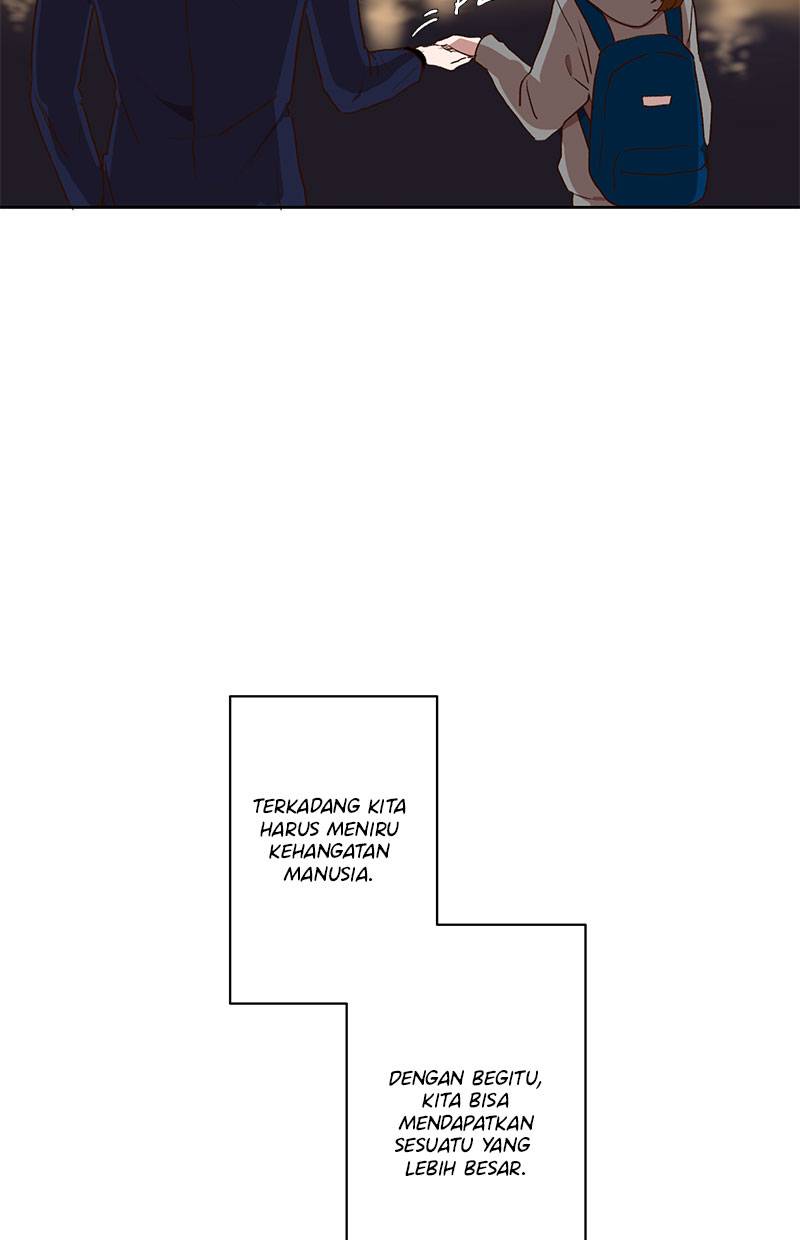 TERKADANG KITA
HARUS MENIRU
KEHANGATAN
MANUSIA.
DENGAN BEGITU,
KITA BISA
MENDAPATKAN
SESUATU YANG
LEBIH BESAR.